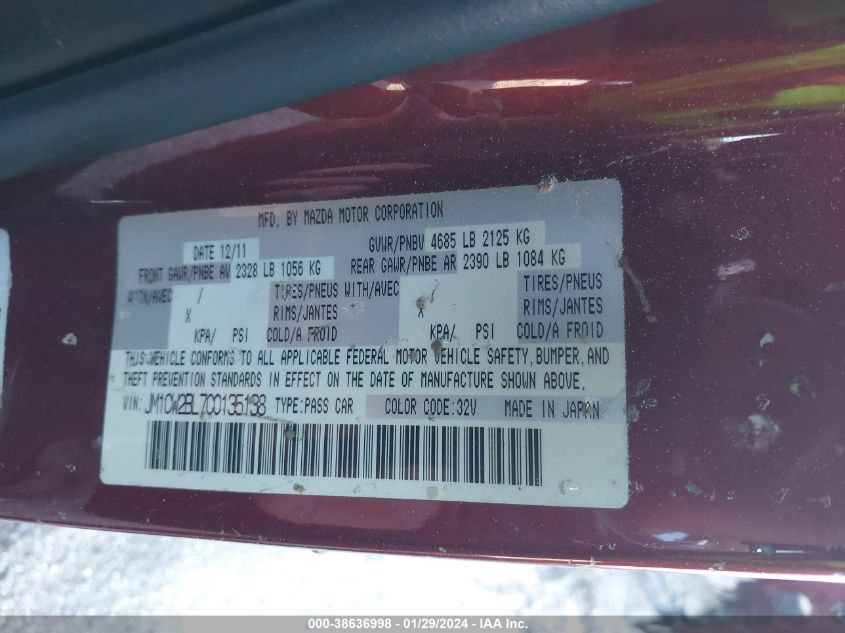 MFD. BY MAZDA MOTOR CORPORATION
DATE 12/11 GVWR/PNBV 4685 LB 2125 KG
FRONT GAWR/PNBE AV 2328 LB 1056 KG REAR GAWR/PNBE AR 2390 LB 1084 KG
WITH/AVEC / TIRES/PNEUS WITH/AVEC / TIRES/PNEUS
X RIMS/JANTES X RIMS/JANTES
KPA/ PSI COLD/A FROID KPA/ PSI COLD/A FROID
THIS VEHICLE CONFORMS TO ALL APPLICABLE FEDERAL MOTOR VEHICLE SAFETY, BUMPER, AND
THEFT PREVENTION STANDARDS IN EFFECT ON THE DATE OF MANUFACTURE SHOWN ABOVE.
VIN: JM1CW2BL7C0135138 TYPE:PASS CAR COLOR CODE:32V MADE IN JAPAN
000-38636998 - 01/29/2024 - IAA Inc.